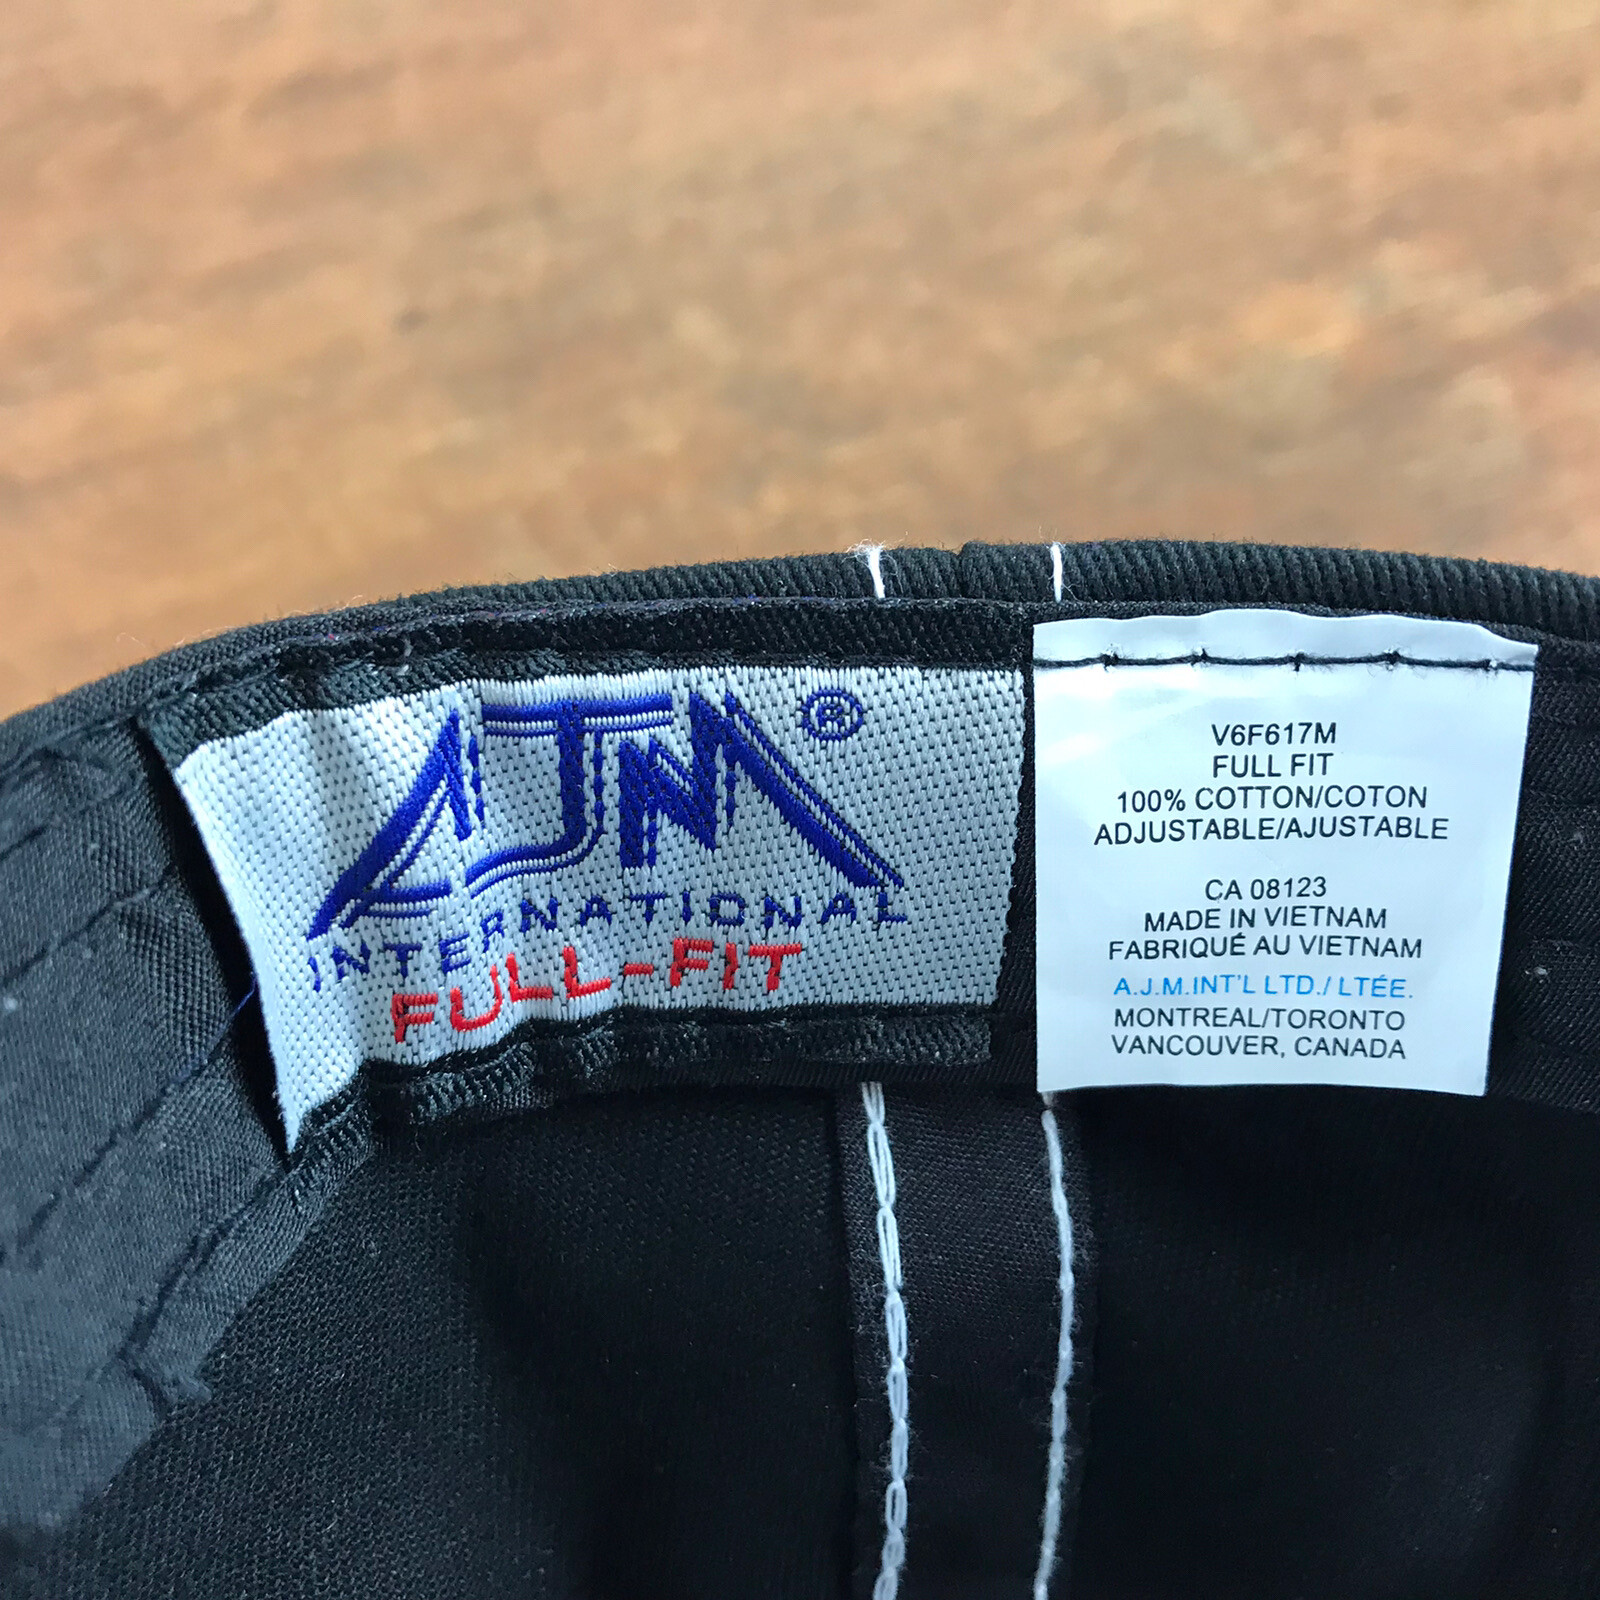 AJM®
INTERNATIONAL
FULL-FIT
V6F617M
FULL FIT
100% COTTON/COTON
ADJUSTABLE/AJUSTABLE
CA 08123
MADE IN VIETNAM
FABRIQUÉ AU VIETNAM
A.J.M.INT'L LTD./ LTÉE.
MONTREAL/TORONTO
VANCOUVER, CANADA